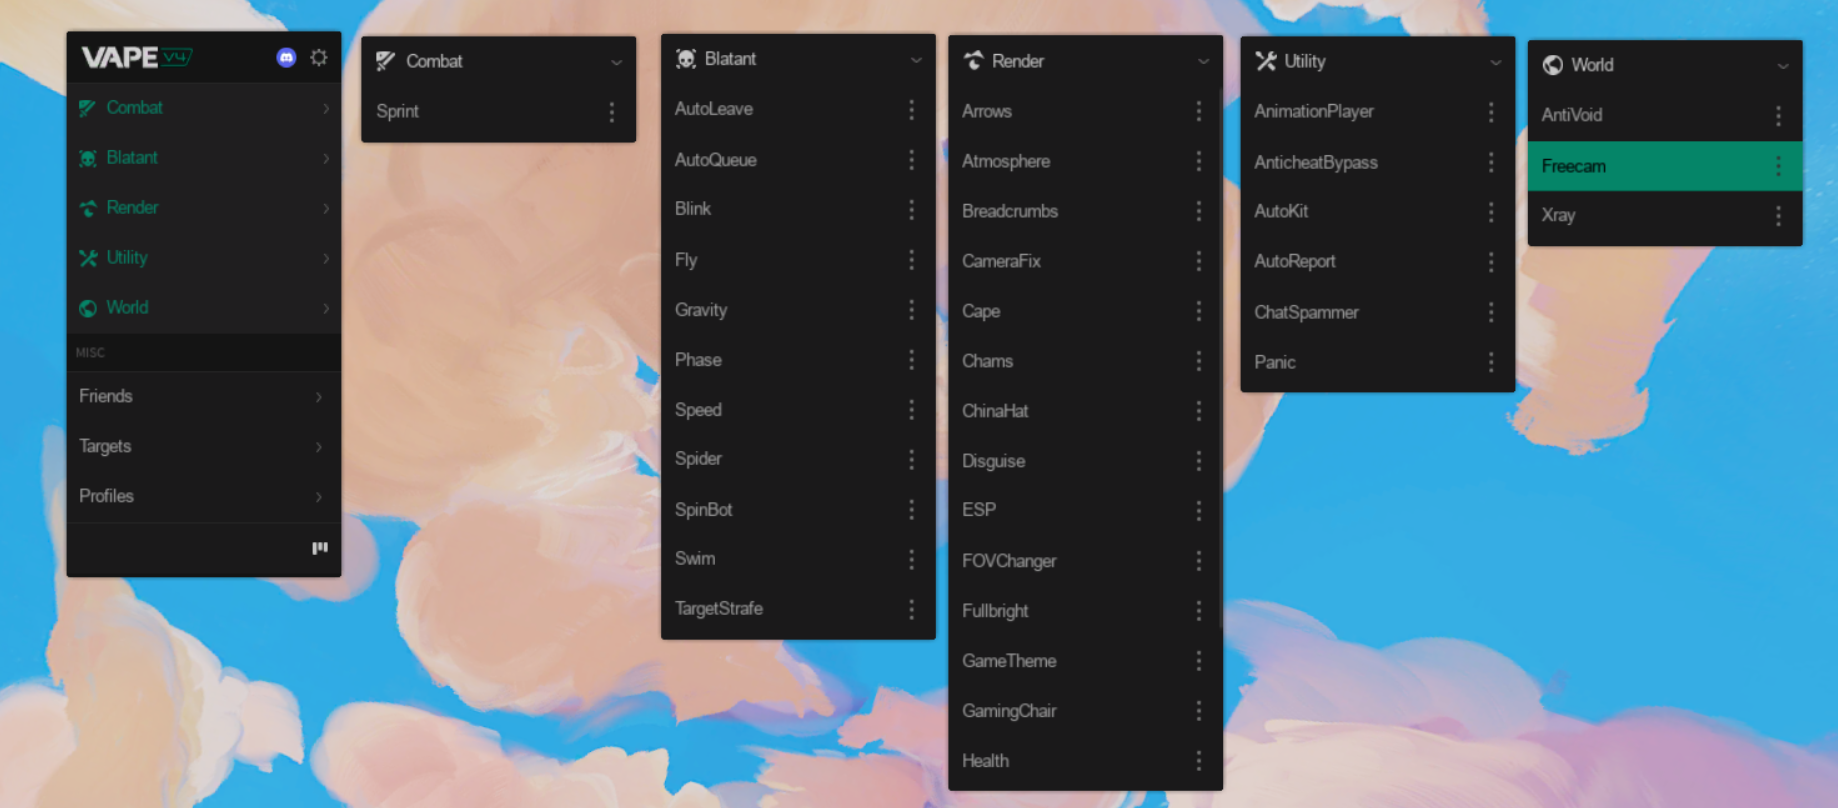 VAPE V4
Combat
Blatant
Render
Utility
World
MISC
Friends
Targets
Profiles
Combat
Sprint
Blatant
AutoLeave
AutoQueue
Blink
Fly
Gravity
Phase
Speed
Spider
SpinBot
Swim
TargetStrafe
Render
Arrows
Atmosphere
Breadcrumbs
CameraFix
Cape
Chams
ChinaHat
Disguise
ESP
FOVChanger
Fullbright
GameTheme
GamingChair
Health
Utility
AnimationPlayer
AnticheatBypass
AutoKit
AutoReport
ChatSpammer
Panic
World
AntiVoid
Freecam
Xray